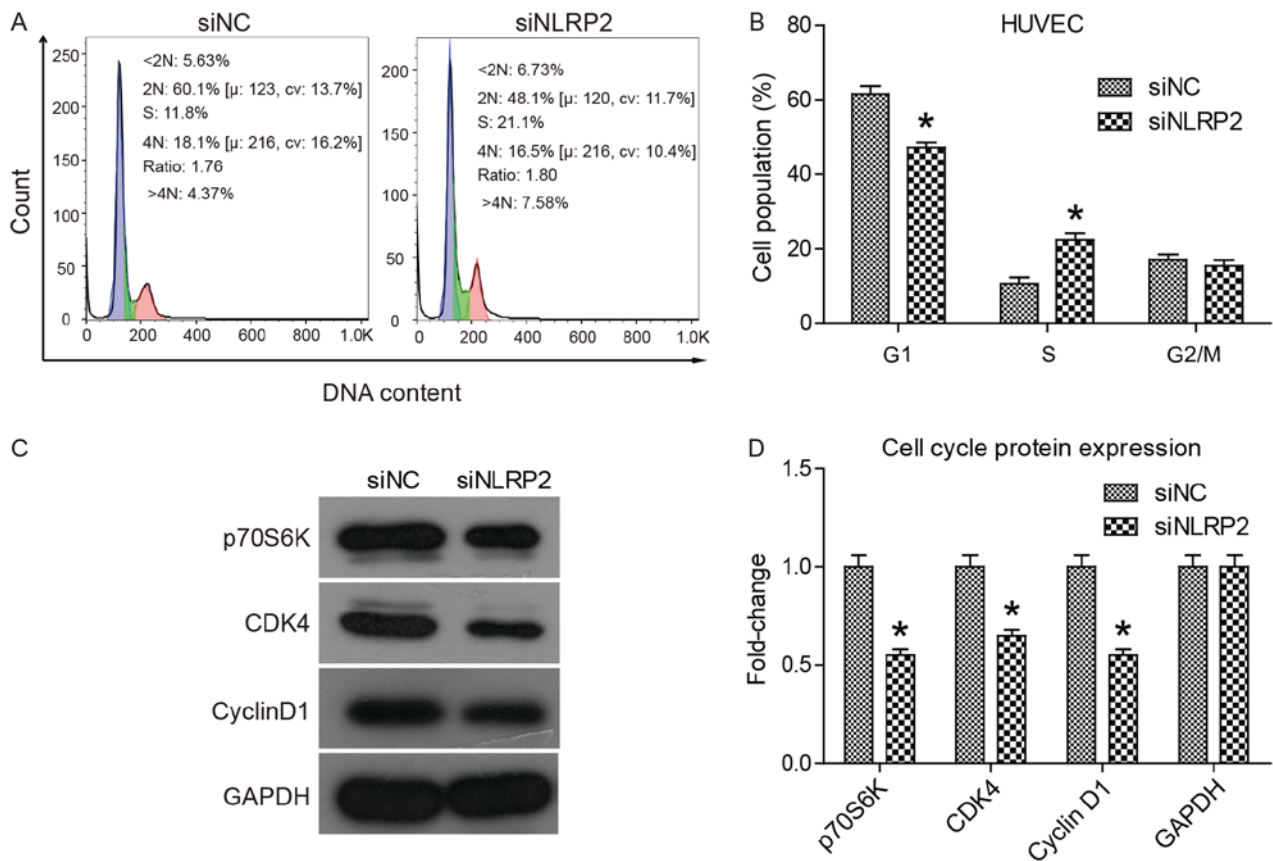 A
siNC
siNLRP2
Count
250
200
150
100
50
0
0 200 400 600 800 1.0K
<2N: 5.63%
2N: 60.1% [µ: 123, cv: 13.7%]
S: 11.8%
4N: 18.1% [µ: 216, cv: 16.2%]
Ratio: 1.76
>4N: 4.37%
200
150
100
50
0
0 200 400 600 800 1.0K
<2N: 6.73%
2N: 48.1% [µ: 120, cv: 11.7%]
S: 21.1%
4N: 16.5% [µ: 216, cv: 10.4%]
Ratio: 1.80
>4N: 7.58%
DNA content
B
HUVEC
Cell population (%)
80
60
40
20
0
siNC
siNLRP2
*
*
G1 S G2/M
C
siNC siNLRP2
p70S6K
CDK4
CyclinD1
GAPDH
D
Cell cycle protein expression
Fold-change
1.5
1.0
0.5
0.0
siNC
siNLRP2
*
*
*
p70S6K
CDK4
Cyclin D1
GAPDH